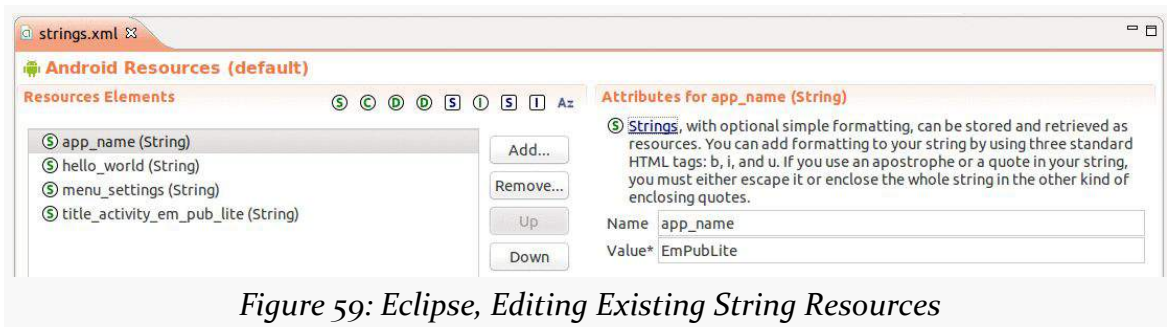 strings.xml
Android Resources (default)
Resources Elements
S C D D S I S I Az
S app_name (String)
S hello_world (String)
S menu_settings (String)
S title_activity_em_pub_lite (String)
Add...
Remove...
Up
Down
Attributes for app_name (String)
S Strings, with optional simple formatting, can be stored and retrieved as
resources. You can add formatting to your string by using three standard
HTML tags: b, i, and u. If you use an apostrophe or a quote in your string,
you must either escape it or enclose the whole string in the other kind of
enclosing quotes.
Name app_name
Value* EmPubLite
Figure 59: Eclipse, Editing Existing String Resources